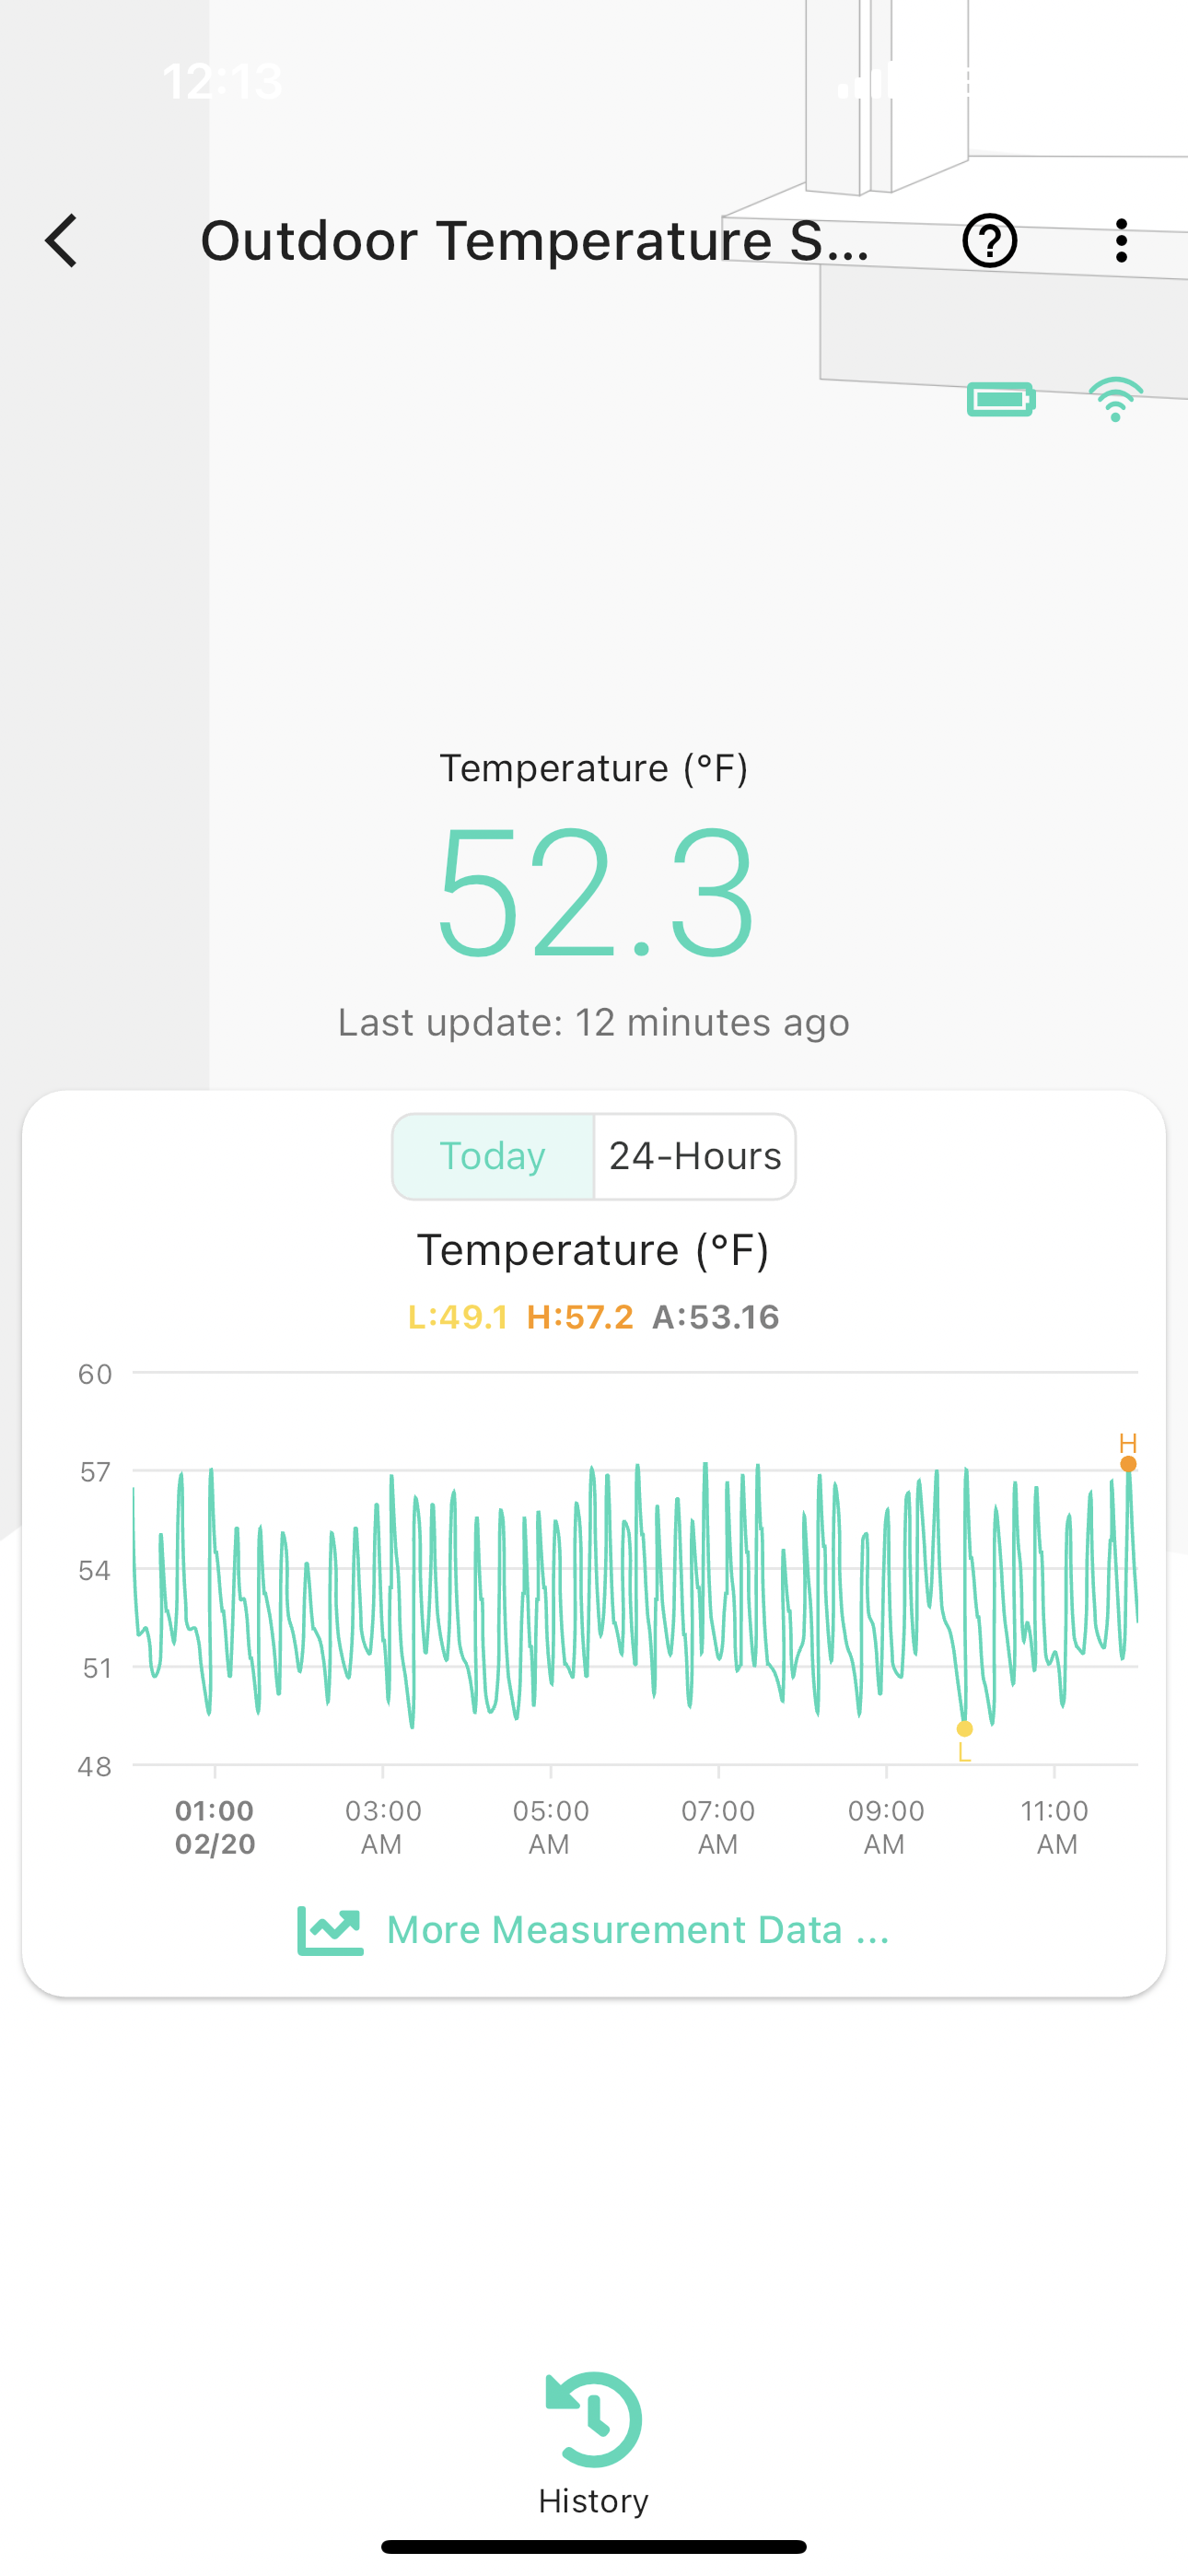 12:13
Outdoor Temperature S...
Temperature (°F)
52.3
Last update: 12 minutes ago
Today 24-Hours
Temperature (°F)
L:49.1 H:57.2 A:53.16
60
H
57
54
51
L
48
01:00 03:00 05:00 07:00 09:00 11:00
02/20 AM AM AM AM AM
More Measurement Data ...
History